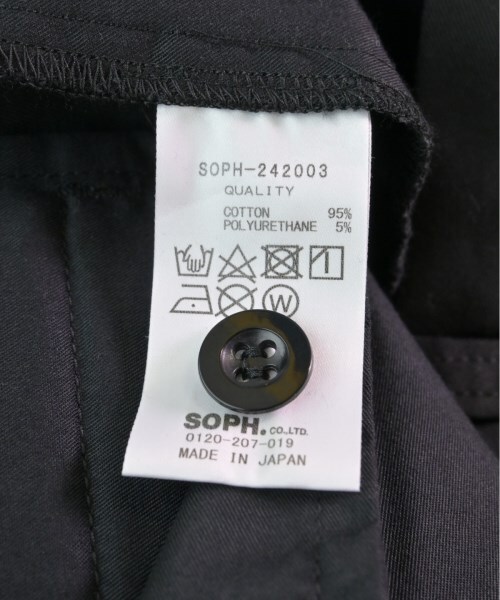 SOPH-242003
QUALITY
COTTON 95%
POLYURETHANE 5%
W
SOPH. CO.,LTD.
0120-207-019
MADE IN JAPAN